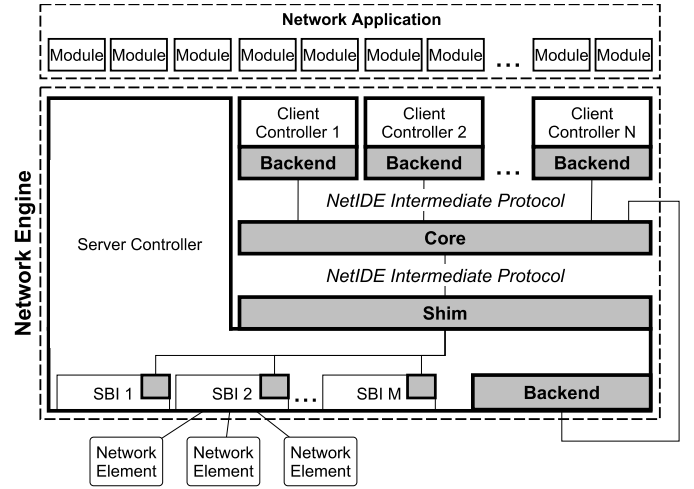 Network Application
Module Module Module Module Module Module Module ... Module Module
Network Engine
Client Controller 1
Client Controller 2
Client Controller N
Backend Backend ... Backend
NetIDE Intermediate Protocol
Server Controller
Core
NetIDE Intermediate Protocol
Shim
SBI 1 SBI 2 ... SBI M
Backend
Network Element
Network Element
Network Element